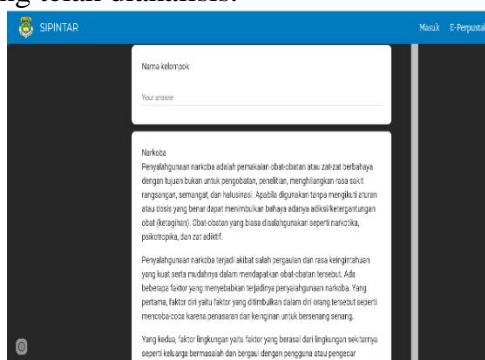 ng telah dianalisis.
SIPINTAR
Masuk E-Perpustak
Nama kelompok
Your answer
Narkoba
Penyalahgunaan narkoba adalah pemakaian obat-obatan atau zat-zat berbahaya
dengan tujuan bukan untuk pengobatan, penelitian, menghilangkan rasa sakit
rangsangan, semangat, dan halusinasi. Apabila digunakan tanpa mengikuti aturan
atau dosis yang benar dapat menimbulkan bahaya adanya adiksi/ketergantungan
obat (ketagihan). Obat-obatan yang biasa disalahgunakan seperti narkotika,
psikotropika, dan zat adiktif.
Penyalahgunaan narkoba terjadi akibat salah pergaulan dan rasa keingintahuan
yang kuat serta mudahnya dalam mendapatkan obat-obatan tersebut. Ada
beberapa faktor yang menyebabkan terjadinya penyalahgunaan narkoba. Yang
pertama, faktor diri yaitu faktor yang ditimbulkan dalam diri orang tersebut seperti
mencoba-coba karena penasaran dan keinginan untuk bersenang senang.
Yang kedua, faktor lingkungan yaitu faktor yang berasal dari lingkungan sekitarnya
seperti keluarga bermasalah dan bergaul dengan pengguna atau pengecar